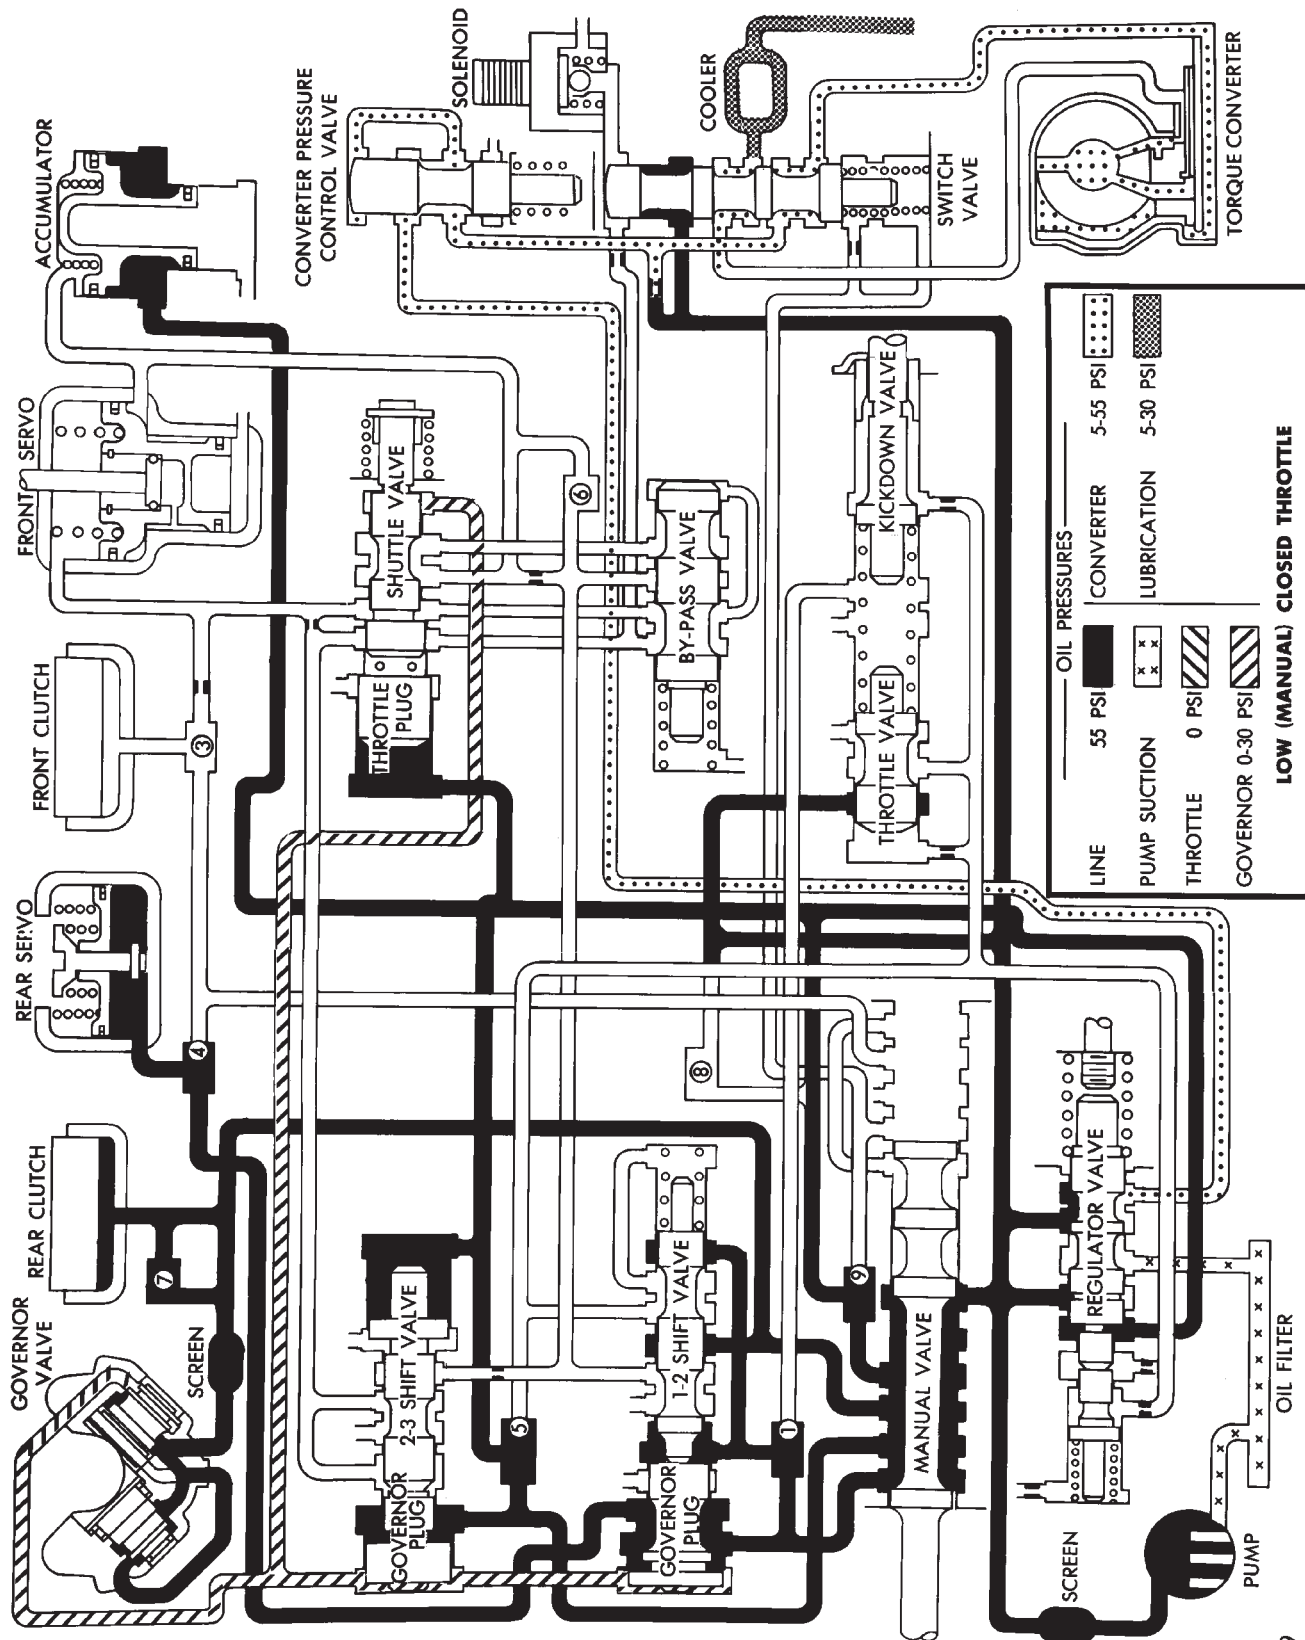 ACCUMULATOR
CONVERTER PRESSURE
CONTROL VALVE
SOLENOID
COOLER
SWITCH
VALVE
TORQUE CONVERTER
FRONT SERVO
SHUTTLE VALVE
THROTTLE
PLUG
6
BY-PASS VALVE
KICKDOWN VALVE
THROTTLE VALVE
FRONT CLUTCH
3
REAR SERVO
4
REAR CLUTCH
7
8
GOVERNOR
VALVE
SCREEN
2-3 SHIFT VALVE
GOVERNOR
PLUG
5
1-2 SHIFT VALVE
GOVERNOR
PLUG
1
9
MANUAL VALVE
REGULATOR VALVE
OIL FILTER
SCREEN
PUMP
OIL PRESSURES
LINE 55 PSI
CONVERTER 5-55 PSI
PUMP SUCTION
LUBRICATION 5-30 PSI
THROTTLE 0 PSI
GOVERNOR 0-30 PSI
LOW (MANUAL) CLOSED THROTTLE